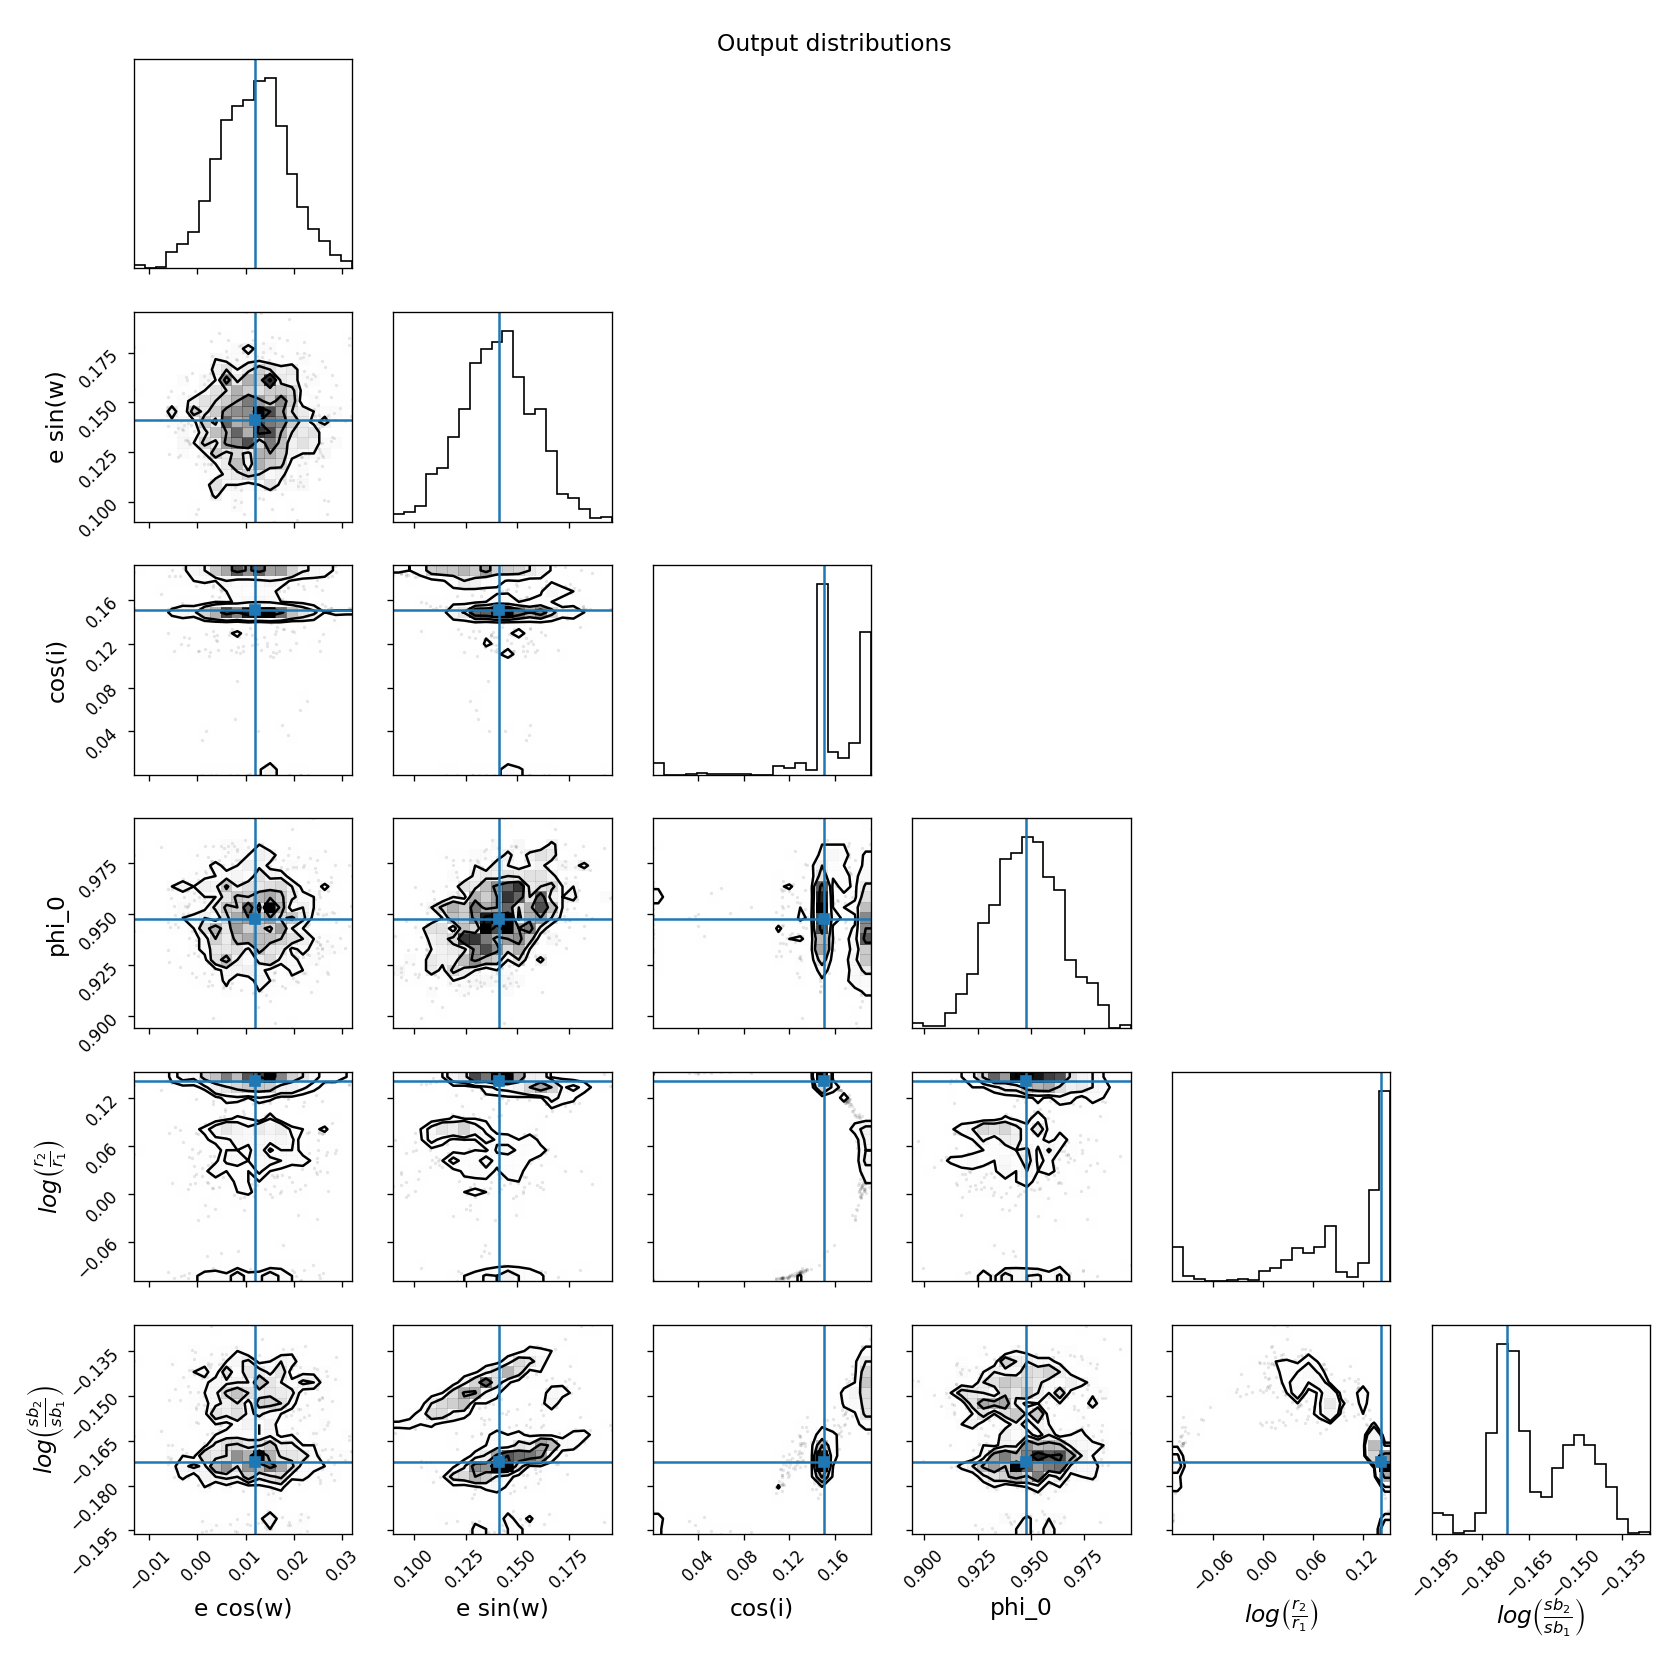 Output distributions
e sin(w)
0.175
0.150
0.125
0.100
cos(i)
0.16
0.12
0.08
0.04
phi_0
0.975
0.950
0.925
0.900
log(r2/r1)
0.12
0.06
0.00
−0.06
log(sb2/sb1)
−0.135
−0.150
−0.165
−0.180
−0.195
−0.01 0.00 0.01 0.02 0.03 0.100 0.125 0.150 0.175 0.04 0.08 0.12 0.16 0.900 0.925 0.950 0.975 −0.06 0.00 0.06 0.12 −0.195 −0.180 −0.165 −0.150 −0.135
e cos(w) e sin(w) cos(i) phi_0 log(r2/r1) log(sb2/sb1)